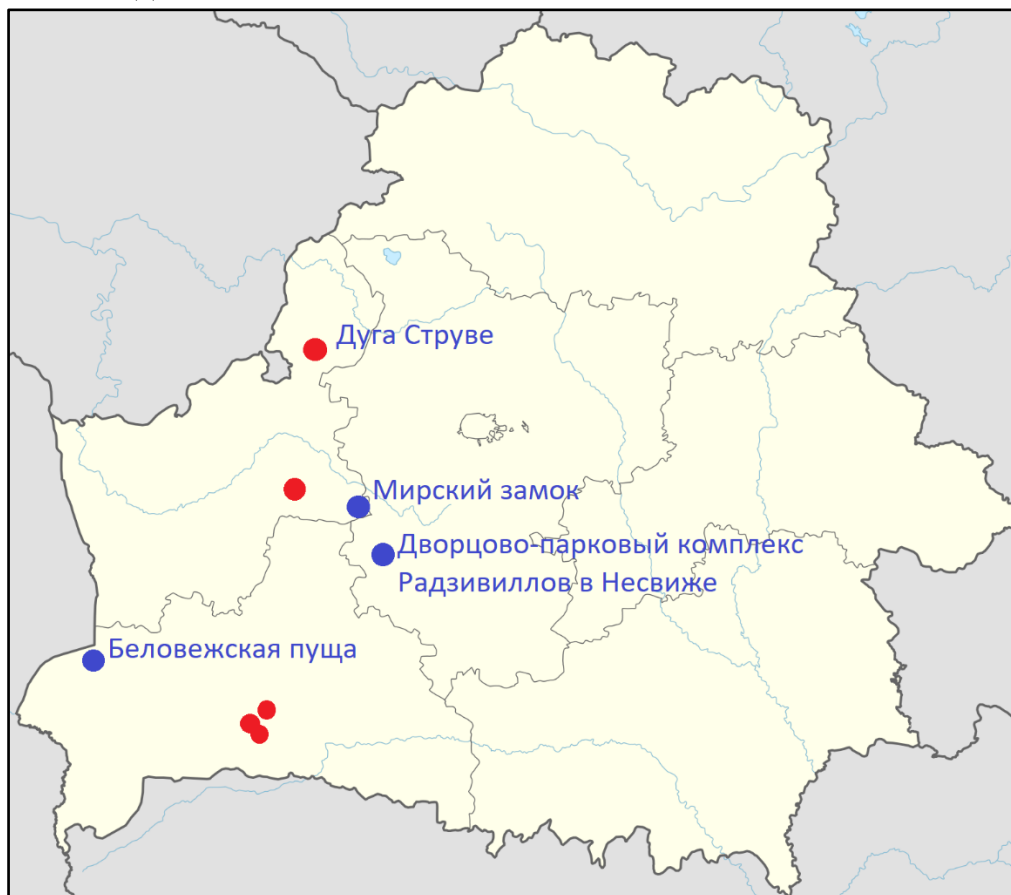 Дуга Струве
Мирский замок
Дворцово-парковый комплекс
Радзивиллов в Несвиже
Беловежская пуща